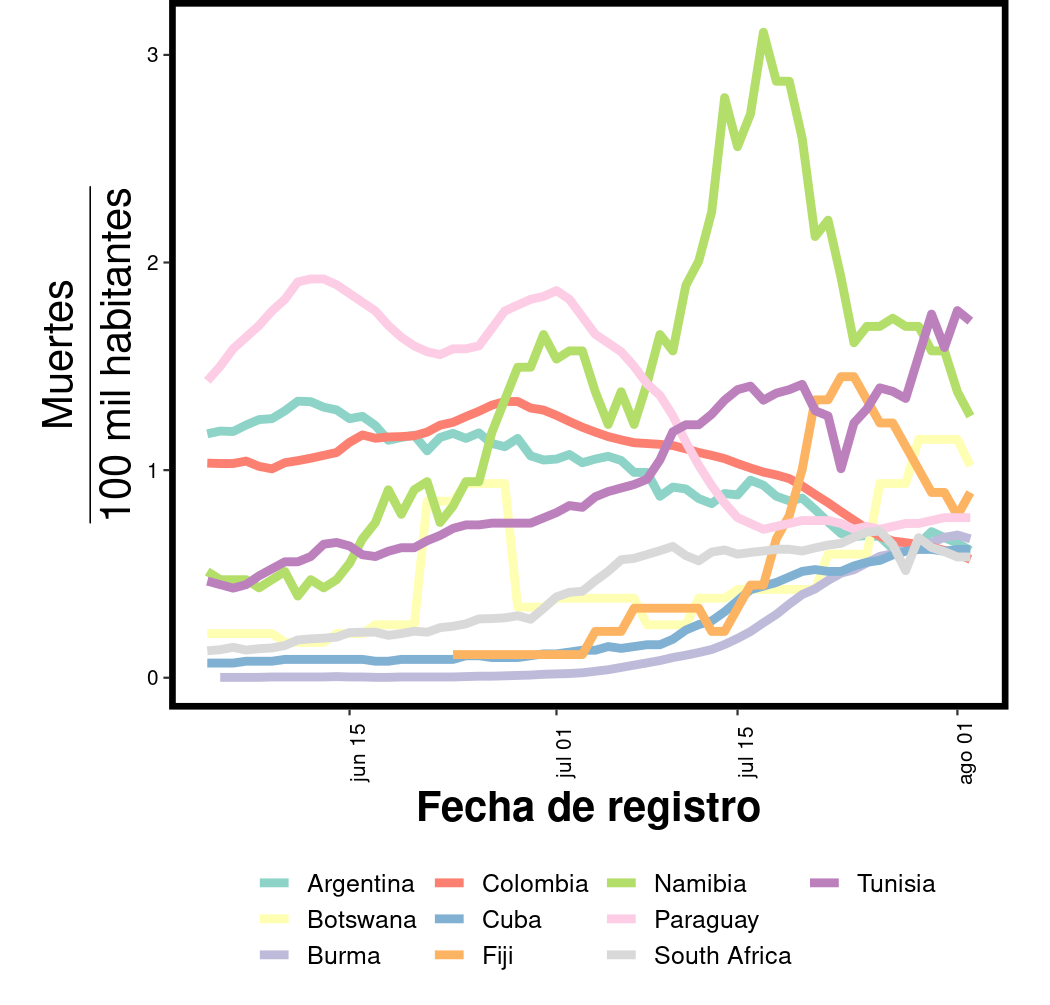 Muertes
100 mil habitantes
3
2
1
0
jun 15
jul 01
jul 15
ago 01
Fecha de registro
Argentina
Colombia
Namibia
Tunisia
Botswana
Cuba
Paraguay
Burma
Fiji
South Africa